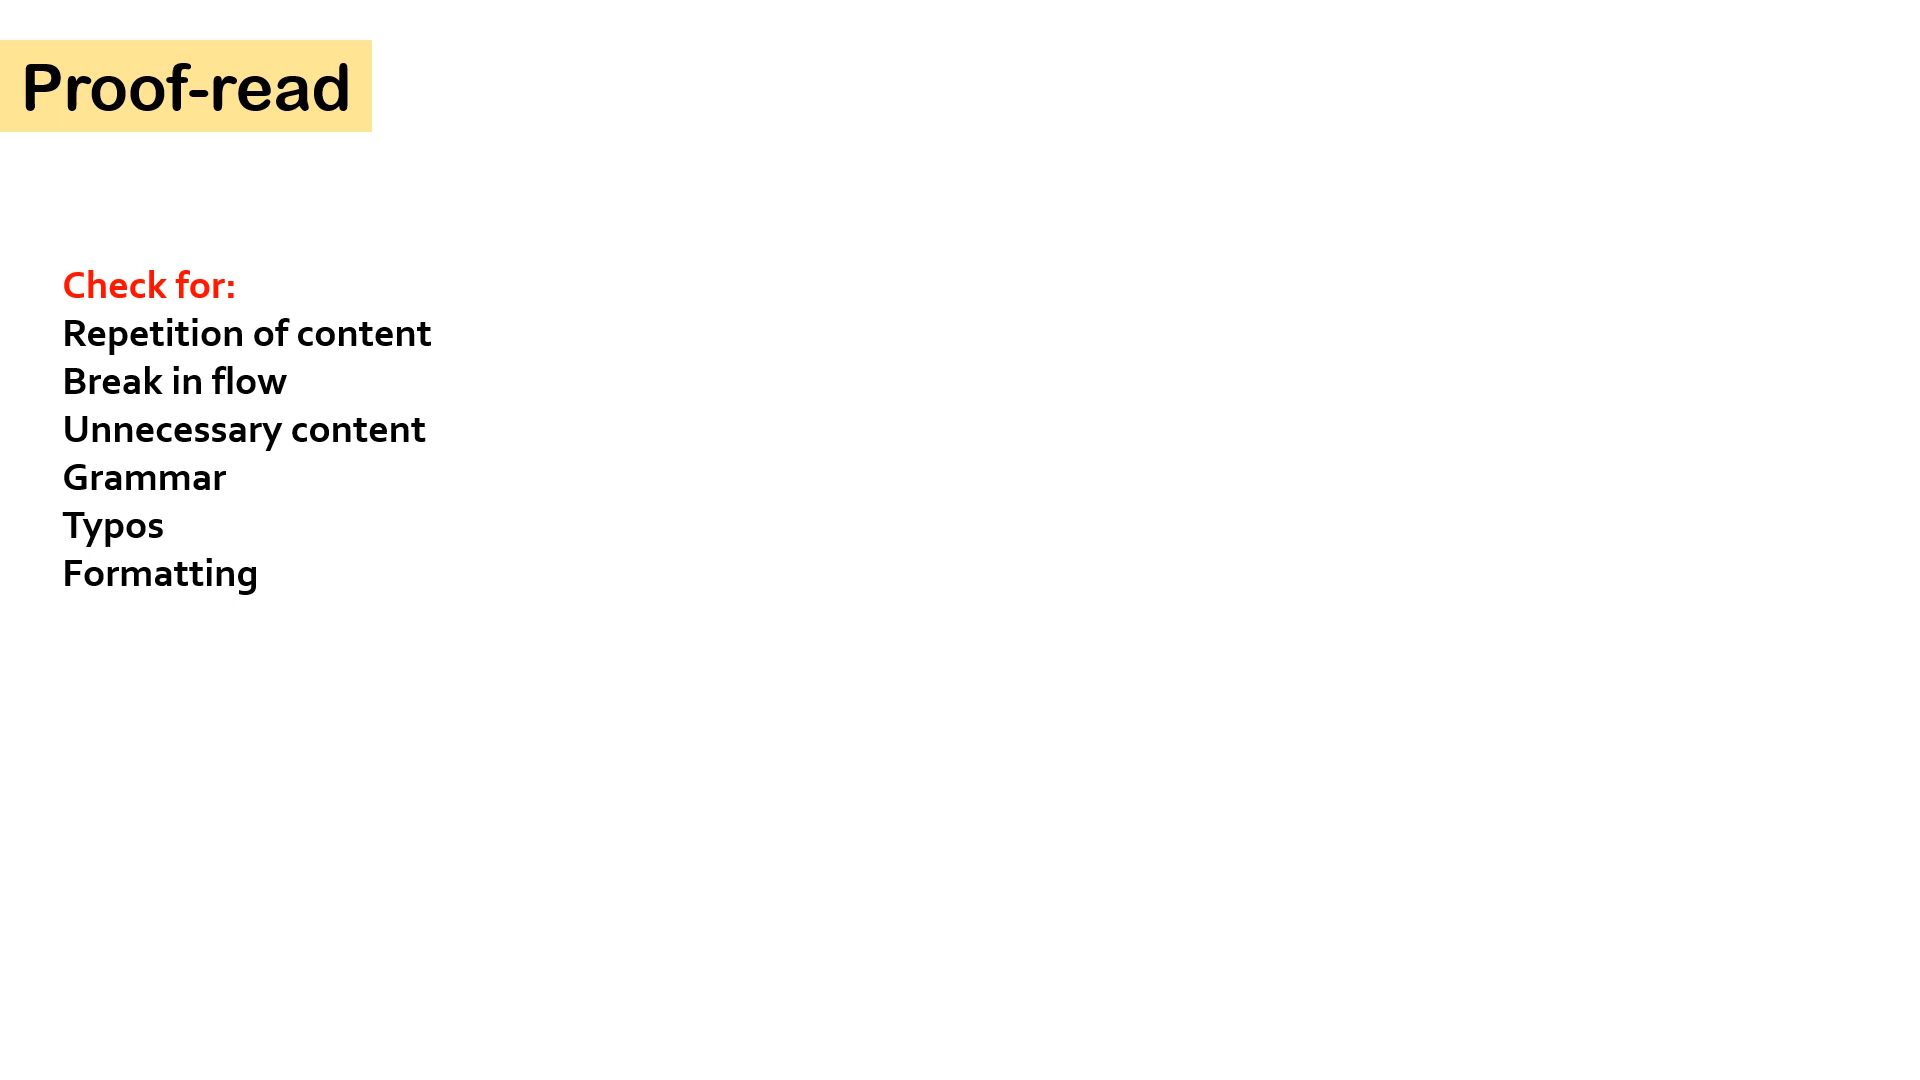 Proof-read
Check for:
Repetition of content
Break in flow
Unnecessary content
Grammar
Typos
Formatting